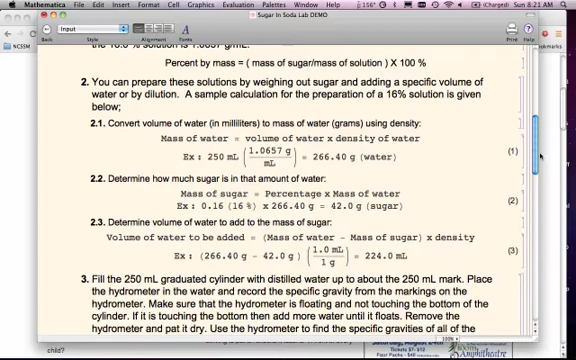 Mathematica File Edit Insert Format Cell Graphics Evaluation Palettes Window Help 156° (Charged) Sun 8:21 AM
Sugar In Soda Lab DEMO
Input
Back Alignment Fonts Print Help
NCSSM
Bookmarks
Percent by mass = ( mass of sugar/mass of solution ) X 100 %
2. You can prepare these solutions by weighing out sugar and adding a specific volume of
water or by dilution. A sample calculation for the preparation of a 16% solution is given
below;
2.1. Convert volume of water (in milliliters) to mass of water (grams) using density:
Mass of water = volume of water x density of water
Ex : 250 mL (1.0657 g / mL) = 266.40 g (water)
(1)
2.2. Determine how much sugar is in that amount of water:
Mass of sugar = Percentage x Mass of water
Ex : 0.16 (16 %) x 266.40 g = 42.0 g (sugar)
(2)
2.3. Determine volume of water to add to the mass of sugar:
Volume of water to be added = (Mass of water - Mass of sugar) x density
Ex : (266.40 g - 42.0 g) (1.0 mL / 1 g) = 224.0 mL
(3)
3. Fill the 250 mL graduated cylinder with distilled water up to about the 250 mL mark. Place
the hydrometer in the water and record the specific gravity from the markings on the
hydrometer. Make sure that the hydrometer is floating and not touching the bottom of the
cylinder. If it is touching the bottom then add more water until it floats. Remove the
hydrometer and pat it dry. Use the hydrometer to find the specific gravities of all of the
100%
child?
Amphitheatre